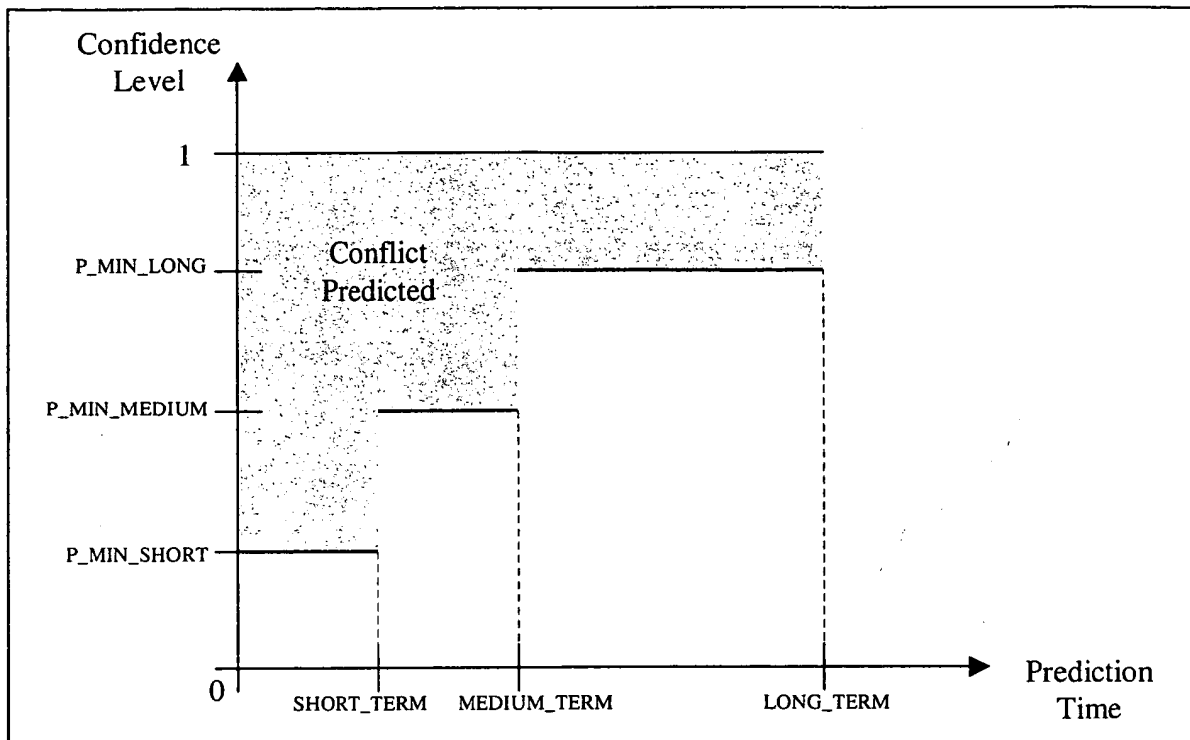 Confidence
Level
1
P_MIN_LONG
Conflict
Predicted
P_MIN_MEDIUM
P_MIN_SHORT
0
SHORT_TERM
MEDIUM_TERM
LONG_TERM
Prediction
Time